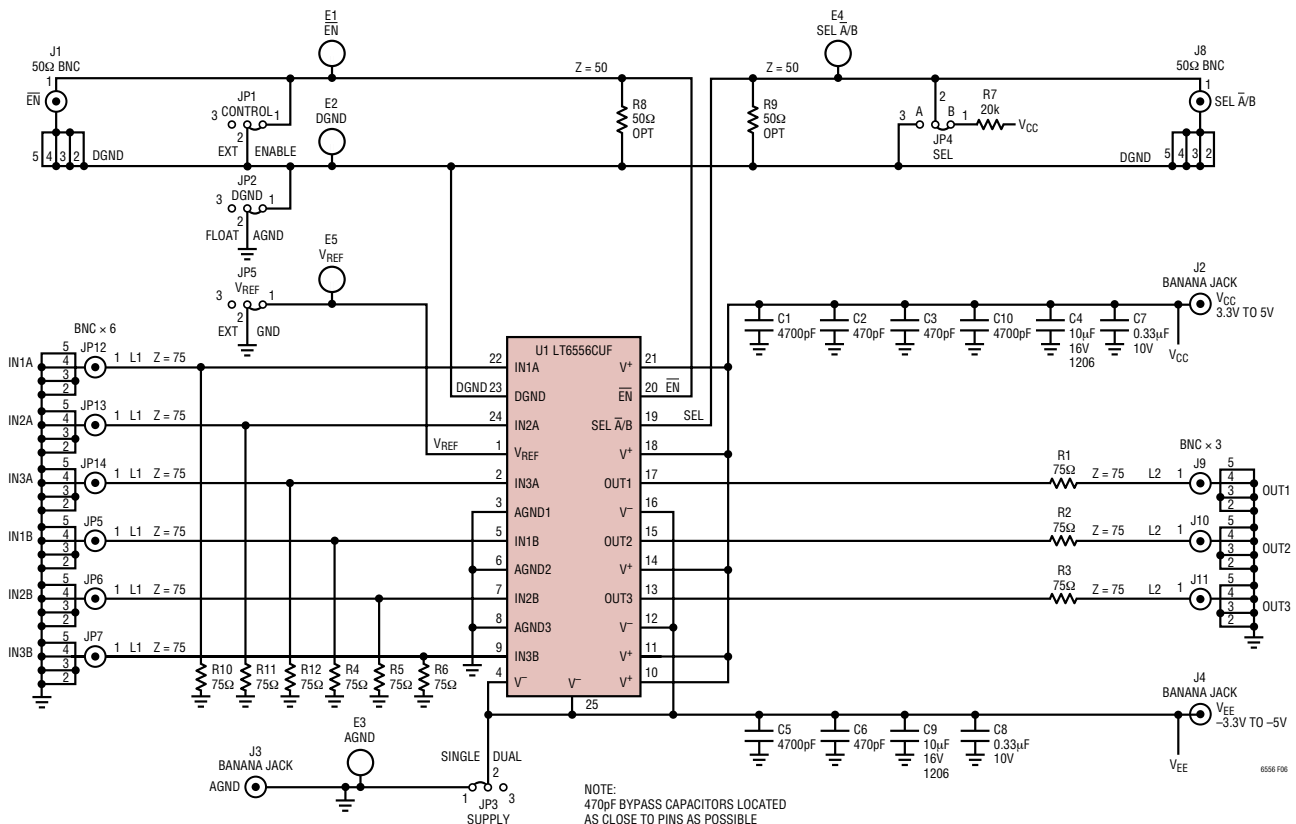 J1
50Ω BNC
1
E̅N̅
5 4 3 2
DGND
E1
E̅N̅
JP1
CONTROL
3 1
2
EXT ENABLE
E2
DGND
JP2
DGND
3 1
2
FLOAT AGND
E5
VREF
JP5
VREF
3 1
2
EXT GND
Z = 50
R8
50Ω
OPT
E4
SEL A̅/B
Z = 50
R9
50Ω
OPT
2
3 A B 1
JP4
SEL
R7
20k
VCC
J8
50Ω BNC
1
SEL A̅/B
DGND
5 4 3 2
J2
BANANA JACK
VCC
3.3V TO 5V
C1
4700pF
C2
470pF
C3
470pF
C10
4700pF
C4
10µF
16V
1206
C7
0.33µF
10V
VCC
BNC × 6
IN1A
5
4
3
2
JP12
1 L1 Z = 75
IN2A
5
4
3
2
JP13
1 L1 Z = 75
IN3A
5
4
3
2
JP14
1 L1 Z = 75
IN1B
5
4
3
2
JP5
1 L1 Z = 75
IN2B
5
4
3
2
JP6
1 L1 Z = 75
IN3B
5
4
3
2
JP7
1 L1 Z = 75
R10
75Ω
R11
75Ω
R12
75Ω
R4
75Ω
R5
75Ω
R6
75Ω
U1 LT6556CUF
22 IN1A
DGND 23 DGND
24 IN2A
VREF
1 VREF
2 IN3A
3 AGND1
5 IN1B
6 AGND2
7 IN2B
8 AGND3
9 IN3B
4 V–
V–
25
V+ 21
E̅N̅ 20 E̅N̅
SEL A̅/B 19 SEL
V+ 18
OUT1 17
V– 16
OUT2 15
V+ 14
OUT3 13
V– 12
V+ 11
V+ 10
BNC × 3
R1
75Ω
Z = 75 L2 1
J9
5
4
3
2
OUT1
R2
75Ω
Z = 75 L2 1
J10
5
4
3
2
OUT2
R3
75Ω
Z = 75 L2 1
J11
5
4
3
2
OUT3
J4
BANANA JACK
VEE
–3.3V TO –5V
C5
4700pF
C6
470pF
C9
10µF
16V
1206
C8
0.33µF
10V
VEE
J3
BANANA JACK
AGND
E3
AGND
SINGLE DUAL
2
1 3
JP3
SUPPLY
NOTE:
470pF BYPASS CAPACITORS LOCATED
AS CLOSE TO PINS AS POSSIBLE
6556 F06